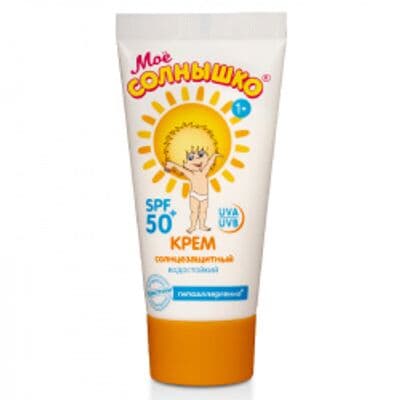 Моё
СОЛНЫШКО®
1+
SPF
50+
UVA
UVB
КРЕМ
солнцезащитный
водостойкий
гипоаллергенно